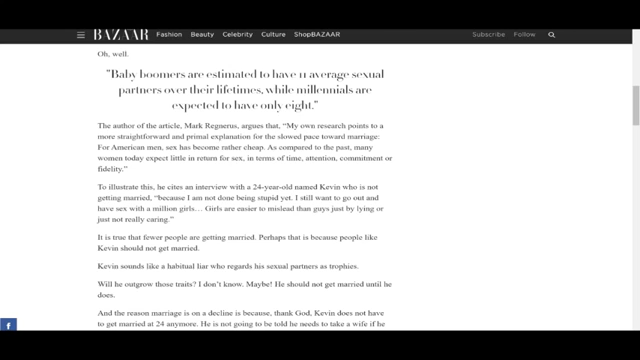 BAZAAR Fashion Beauty Celebrity Culture ShopBAZAAR Subscribe Follow
Oh, well.
"Baby boomers are estimated to have 11 average sexual
partners over their lifetimes, while millennials are
expected to have only eight."
The author of the article, Mark Regnerus, argues that, "My own research points to a
more straightforward and primal explanation for the slowed pace toward marriage:
For American men, sex has become rather cheap. As compared to the past, many
women today expect little in return for sex, in terms of time, attention, commitment or
fidelity."
To illustrate this, he cites an interview with a 24-year-old named Kevin who is not
getting married, "because I am not done being stupid yet. I still want to go out and
have sex with a million girls… Girls are easier to mislead than guys just by lying or
just not really caring."
It is true that fewer people are getting married. Perhaps that is because people like
Kevin should not get married.
Kevin sounds like a habitual liar who regards his sexual partners as trophies.
Will he outgrow those traits? I don't know. Maybe! He should not get married until he
does.
And the reason marriage is on a decline is because, thank God, Kevin does not have
to get married at 24 anymore. He is not going to be told he needs to take a wife if he
f